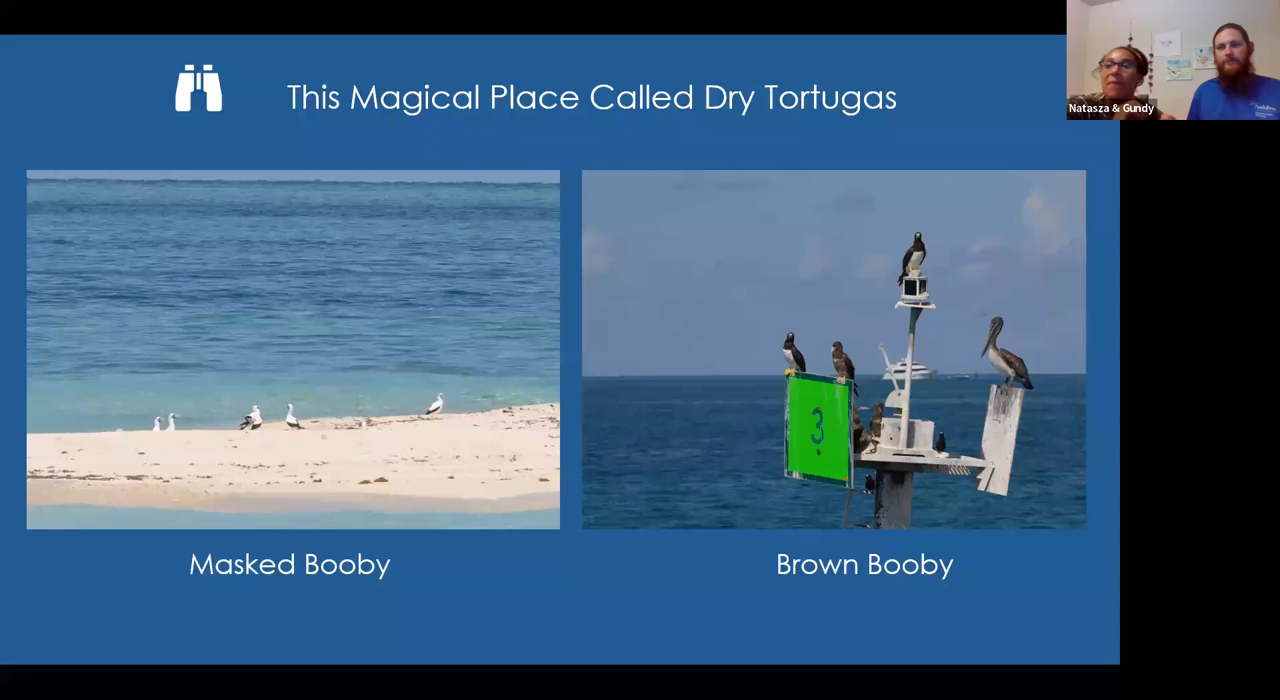 This Magical Place Called Dry Tortugas
Natasza & Gundy
3
Masked Booby
Brown Booby